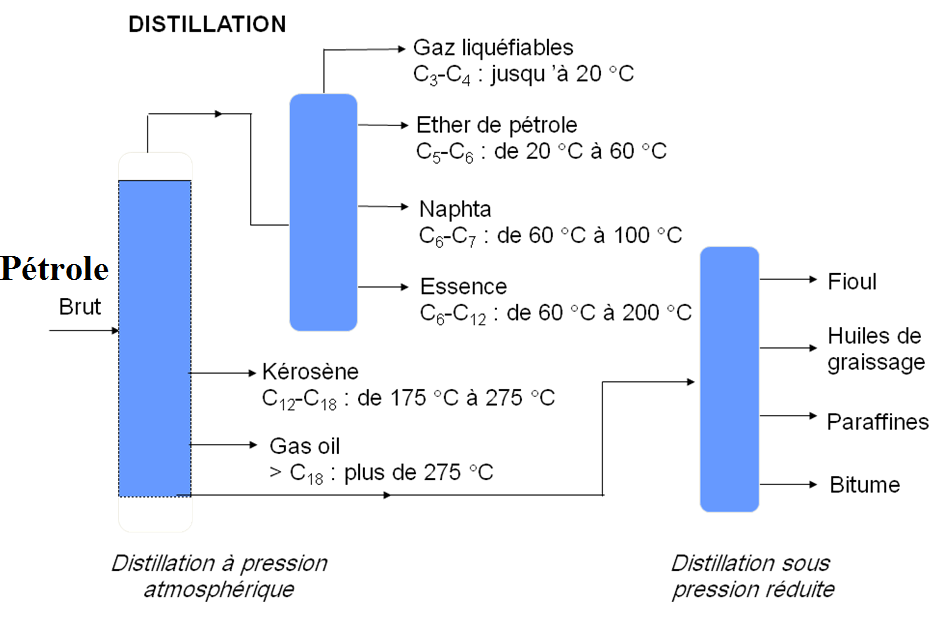 DISTILLATION
Gaz liquéfiables
C₃-C₄ : jusqu 'à 20 °C
Ether de pétrole
C₅-C₆ : de 20 °C à 60 °C
Naphta
C₆-C₇ : de 60 °C à 100 °C
Essence
C₆-C₁₂ : de 60 °C à 200 °C
Pétrole
Brut
Kérosène
C₁₂-C₁₈ : de 175 °C à 275 °C
Gas oil
> C₁₈ : plus de 275 °C
Fioul
Huiles de
graissage
Paraffines
Bitume
Distillation à pression
atmosphérique
Distillation sous
pression réduite